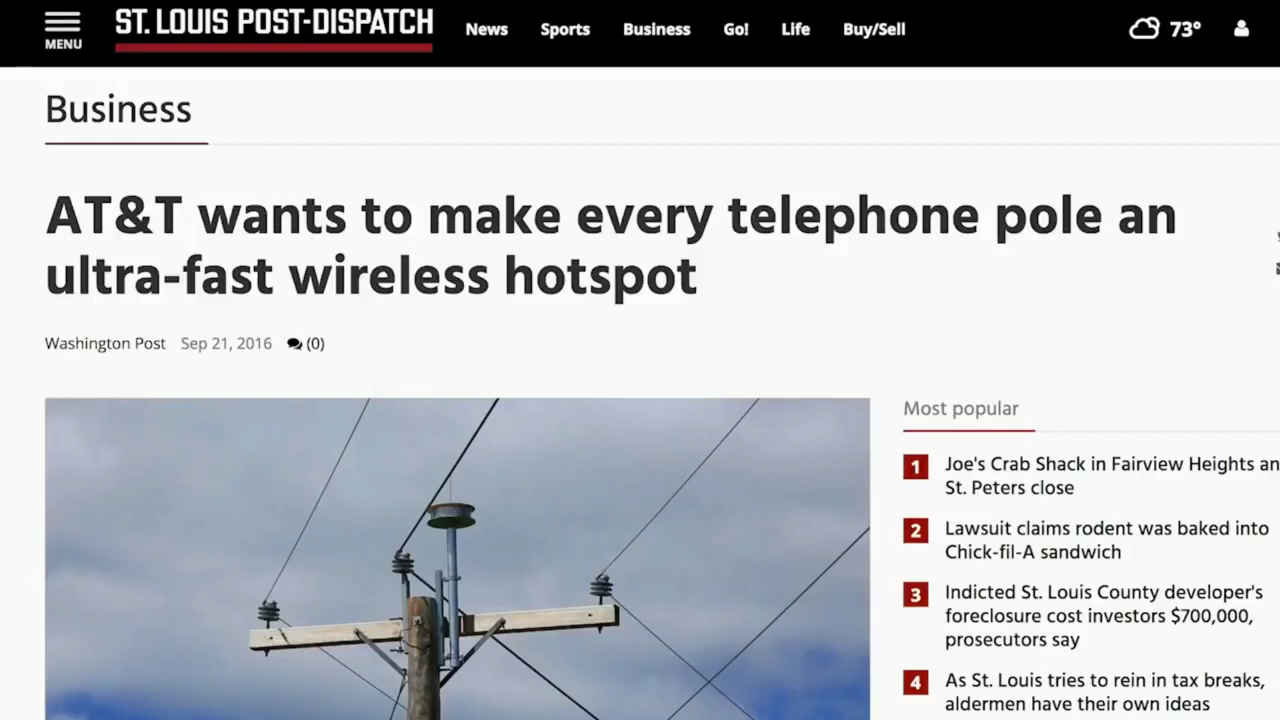 MENU
ST. LOUIS POST-DISPATCH
News
Sports
Business
Go!
Life
Buy/Sell
73°
Business
AT&T wants to make every telephone pole an
ultra-fast wireless hotspot
Washington Post Sep 21, 2016 (0)
Most popular
1 Joe's Crab Shack in Fairview Heights an
St. Peters close
2 Lawsuit claims rodent was baked into
Chick-fil-A sandwich
3 Indicted St. Louis County developer's
foreclosure cost investors $700,000,
prosecutors say
4 As St. Louis tries to rein in tax breaks,
aldermen have their own ideas